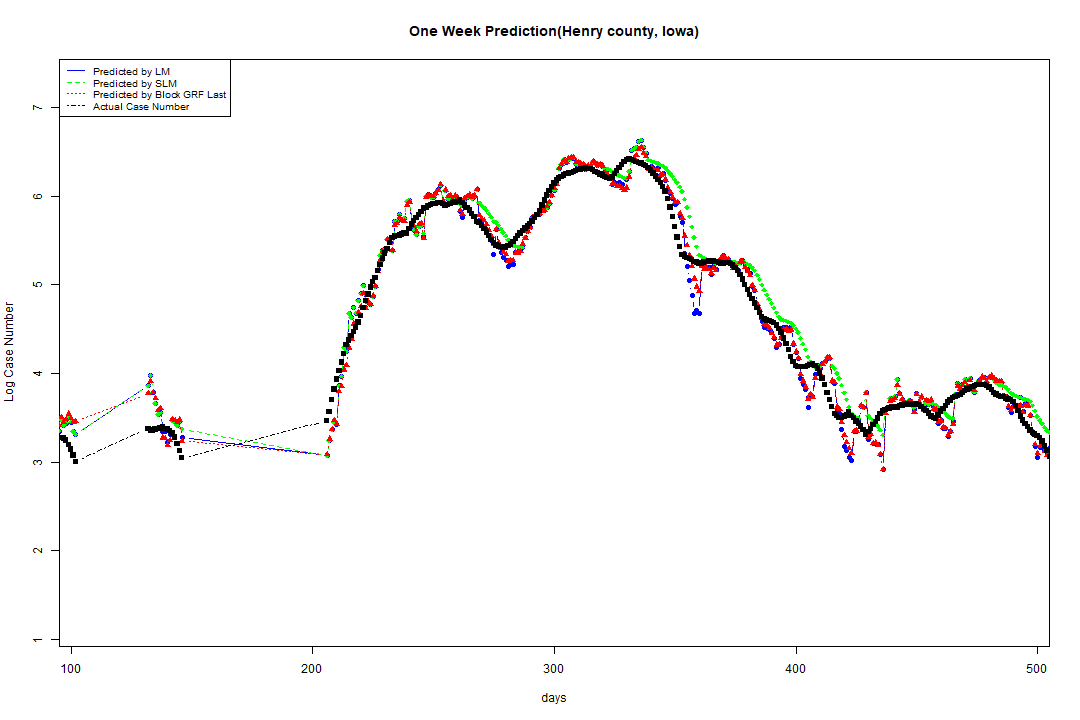 One Week Prediction(Henry county, Iowa)
Predicted by LM
Predicted by SLM
Predicted by Block GRF Last
Actual Case Number
7
6
5
4
3
2
1
Log Case Number
100 200 300 400 500
days